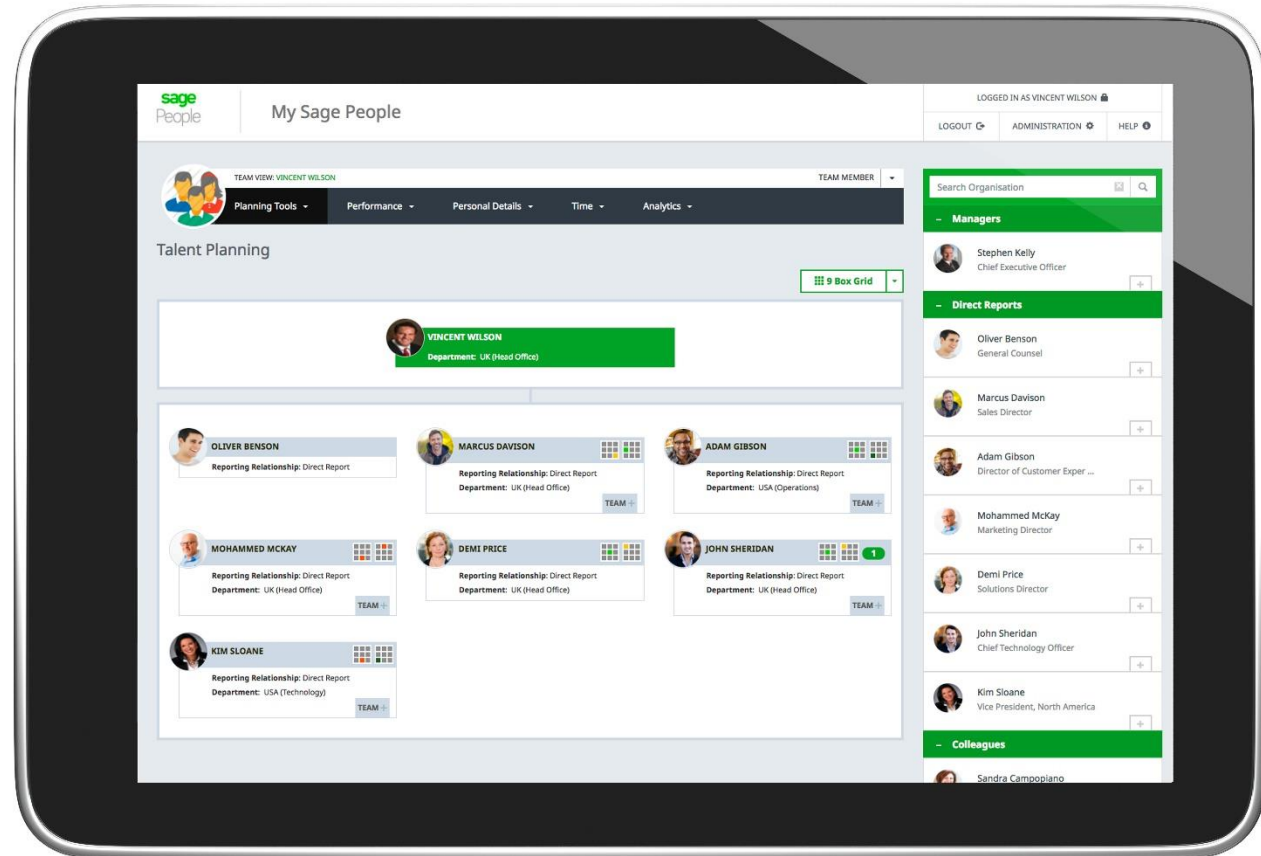 sage
People
My Sage People
LOGGED IN AS VINCENT WILSON
LOGOUT
ADMINISTRATION
HELP
TEAM VIEW: VINCENT WILSON
TEAM MEMBER
Planning Tools
Performance
Personal Details
Time
Analytics
Talent Planning
9 Box Grid
VINCENT WILSON
Department: UK (Head Office)
OLIVER BENSON
Reporting Relationship: Direct Report
MARCUS DAVISON
Reporting Relationship: Direct Report
Department: UK (Head Office)
TEAM +
ADAM GIBSON
Reporting Relationship: Direct Report
Department: USA (Operations)
TEAM +
MOHAMMED MCKAY
Reporting Relationship: Direct Report
Department: UK (Head Office)
TEAM +
DEMI PRICE
Reporting Relationship: Direct Report
Department: UK (Head Office)
JOHN SHERIDAN
1
Reporting Relationship: Direct Report
Department: UK (Head Office)
TEAM +
KIM SLOANE
Reporting Relationship: Direct Report
Department: USA (Technology)
TEAM +
Search Organisation
– Managers
Stephen Kelly
Chief Executive Officer
– Direct Reports
Oliver Benson
General Counsel
Marcus Davison
Sales Director
Adam Gibson
Director of Customer Exper ...
Mohammed McKay
Marketing Director
Demi Price
Solutions Director
John Sheridan
Chief Technology Officer
Kim Sloane
Vice President, North America
– Colleagues
Sandra Campopiano